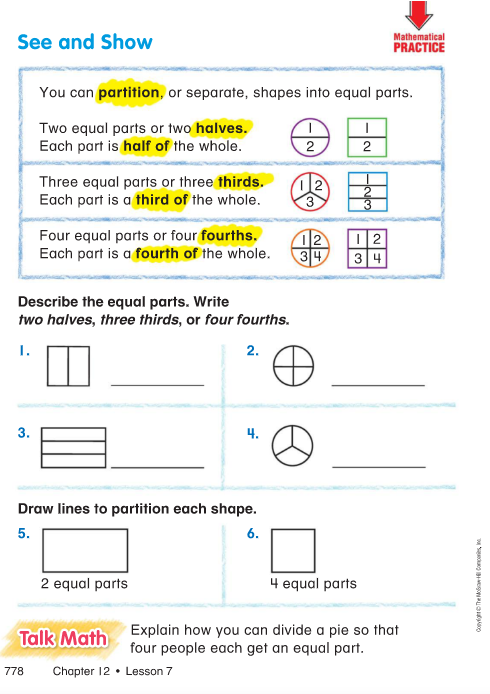 See and Show
Mathematical
PRACTICE
You can partition, or separate, shapes into equal parts.
Two equal parts or two halves.
Each part is half of the whole.
1
2
1
2
Three equal parts or three thirds.
Each part is a third of the whole.
1 2
3
1
2
3
Four equal parts or four fourths.
Each part is a fourth of the whole.
1 2
3 4
1 2
3 4
Describe the equal parts. Write
two halves, three thirds, or four fourths.
1.
2.
3.
4.
Draw lines to partition each shape.
5.
2 equal parts
6.
4 equal parts
Talk Math
Explain how you can divide a pie so that
four people each get an equal part.
778 Chapter 12 • Lesson 7
Copyright © The McGraw-Hill Companies, Inc.